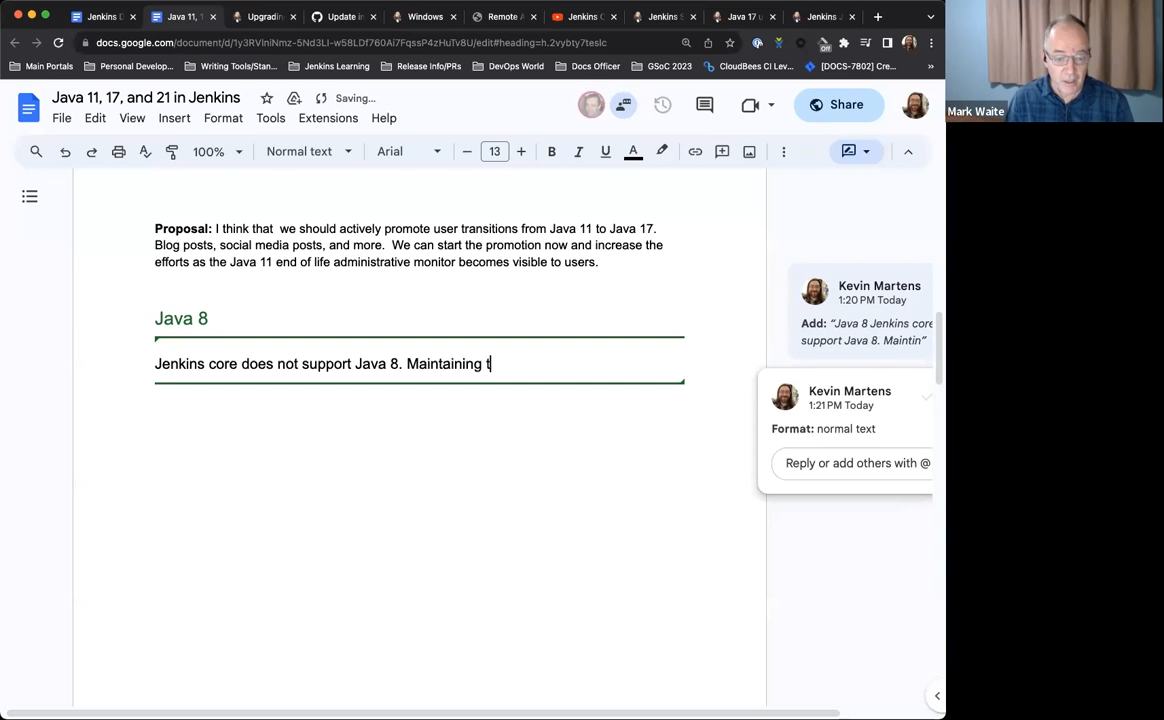 Jenkins D
Java 11, 1
Upgradin
Update in
Windows
Remote A
Jenkins C
Jenkins S
Java 17 u
Jenkins J
docs.google.com/document/d/1y3RVIniNmz-5Nd3LI-w58LDf760Ai7FqssP4zHuTv8U/edit#heading=h.2vybty7teslc
Off
Main Portals
Personal Develop...
Writing Tools/Stan...
Jenkins Learning
Release Info/PRs
DevOps World
Docs Officer
GSoC 2023
CloudBees CI Lev...
[DOCS-7802] Cre...
Mark Waite
Java 11, 17, and 21 in Jenkins
Saving...
Share
File Edit View Insert Format Tools Extensions Help
100% Normal text Arial 13 B I U A
Proposal: I think that we should actively promote user transitions from Java 11 to Java 17.
Blog posts, social media posts, and more. We can start the promotion now and increase the
efforts as the Java 11 end of life administrative monitor becomes visible to users.
Java 8
Jenkins core does not support Java 8. Maintaining t
Kevin Martens
1:20 PM Today
Add: “Java 8 Jenkins core
support Java 8. Maintin”
Kevin Martens
1:21 PM Today
Format: normal text
Reply or add others with @